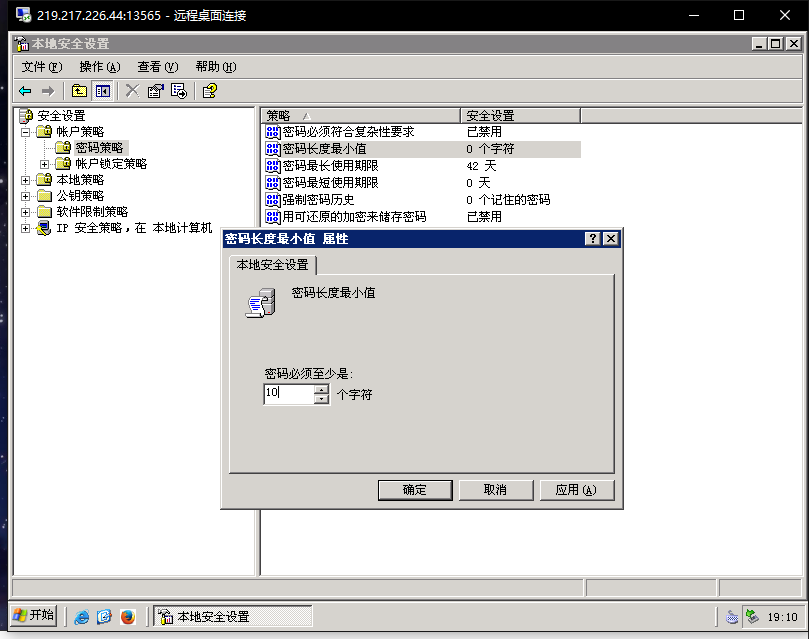 219.217.226.44:13565 - 远程桌面连接
本地安全设置
文件(F) 操作(A) 查看(V) 帮助(H)
安全设置
帐户策略
密码策略
帐户锁定策略
本地策略
公钥策略
软件限制策略
IP 安全策略，在 本地计算机
策略 安全设置
密码必须符合复杂性要求 已禁用
密码长度最小值 0 个字符
密码最长使用期限 42 天
密码最短使用期限 0 天
强制密码历史 0 个记住的密码
用可还原的加密来储存密码 已禁用
密码长度最小值 属性
本地安全设置
密码长度最小值
密码必须至少是:
10 个字符
确定 取消 应用(A)
开始 本地安全设置 19:10